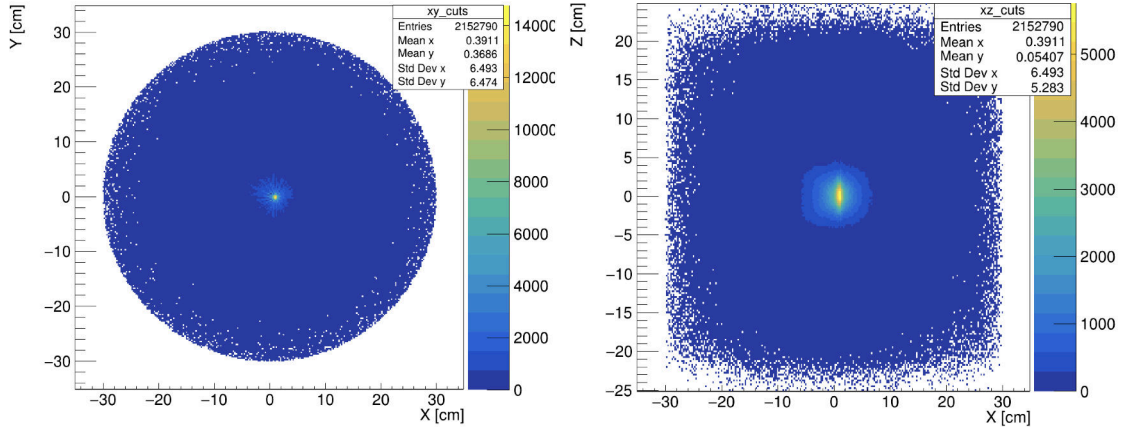 Y [cm]
xy_cuts
Entries 2152790
Mean x 0.3911
Mean y 0.3686
Std Dev x 6.493
Std Dev y 6.474
30
20
10
0
−10
−20
−30
−30 −20 −10 0 10 20 30
X [cm]
14000
12000
1000
8000
6000
4000
2000
0
Z [cm]
xz_cuts
Entries 2152790
Mean x 0.3911
Mean y 0.05407
Std Dev x 6.493
Std Dev y 5.283
20
15
10
5
0
−5
−10
−15
−20
−25
−30 −20 −10 0 10 20 30
X [cm]
5000
4000
3000
2000
1000
0